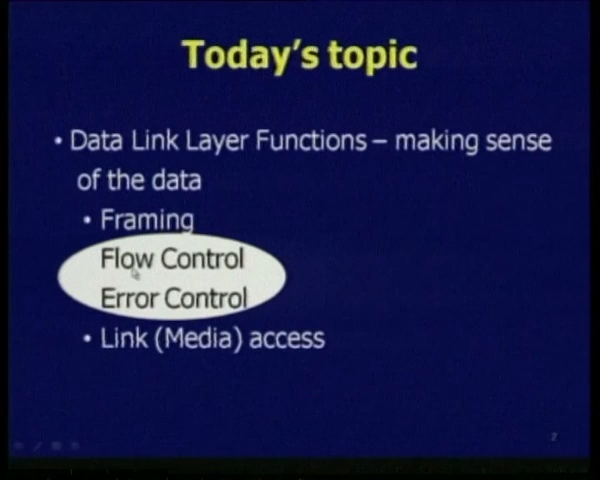 Today's topic
• Data Link Layer Functions – making sense
of the data
• Framing
Flow Control
Error Control
• Link (Media) access
2